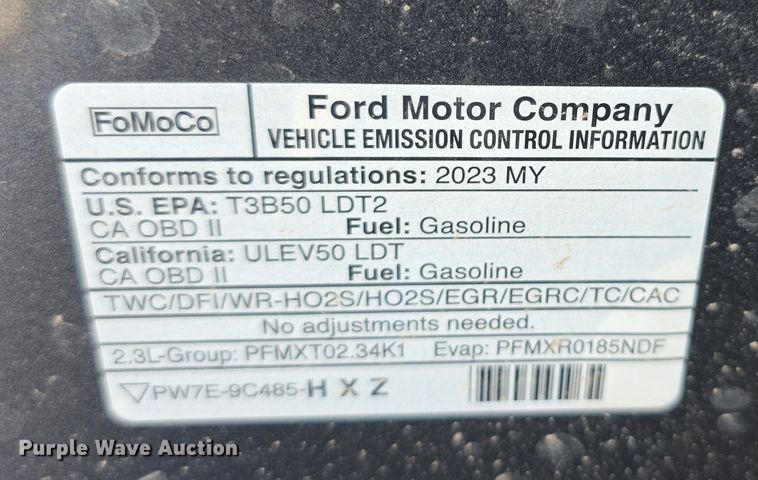 FoMoCo
Ford Motor Company
VEHICLE EMISSION CONTROL INFORMATION
Conforms to regulations: 2023 MY
U.S. EPA: T3B50 LDT2
CA OBD II Fuel: Gasoline
California: ULEV50 LDT
CA OBD II Fuel: Gasoline
TWC/DFI/WR-HO2S/HO2S/EGR/EGRC/TC/CAC
No adjustments needed.
2.3L-Group: PFMXT02.34K1 Evap: PFMXR0185NDF
PW7E-9C485-H X Z
Purple Wave Auction